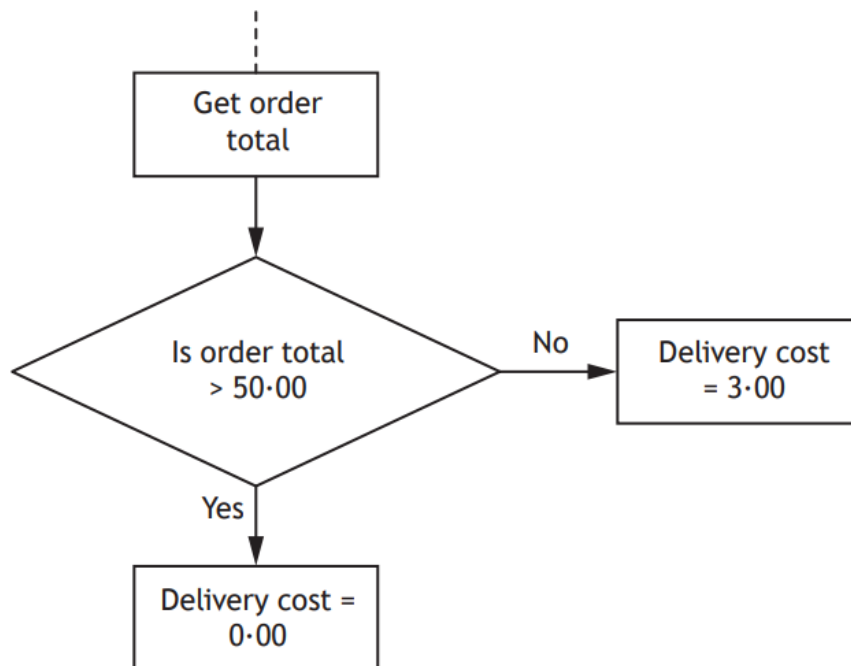 Get order
total
Is order total
> 50·00
No
Delivery cost
= 3·00
Yes
Delivery cost =
0·00